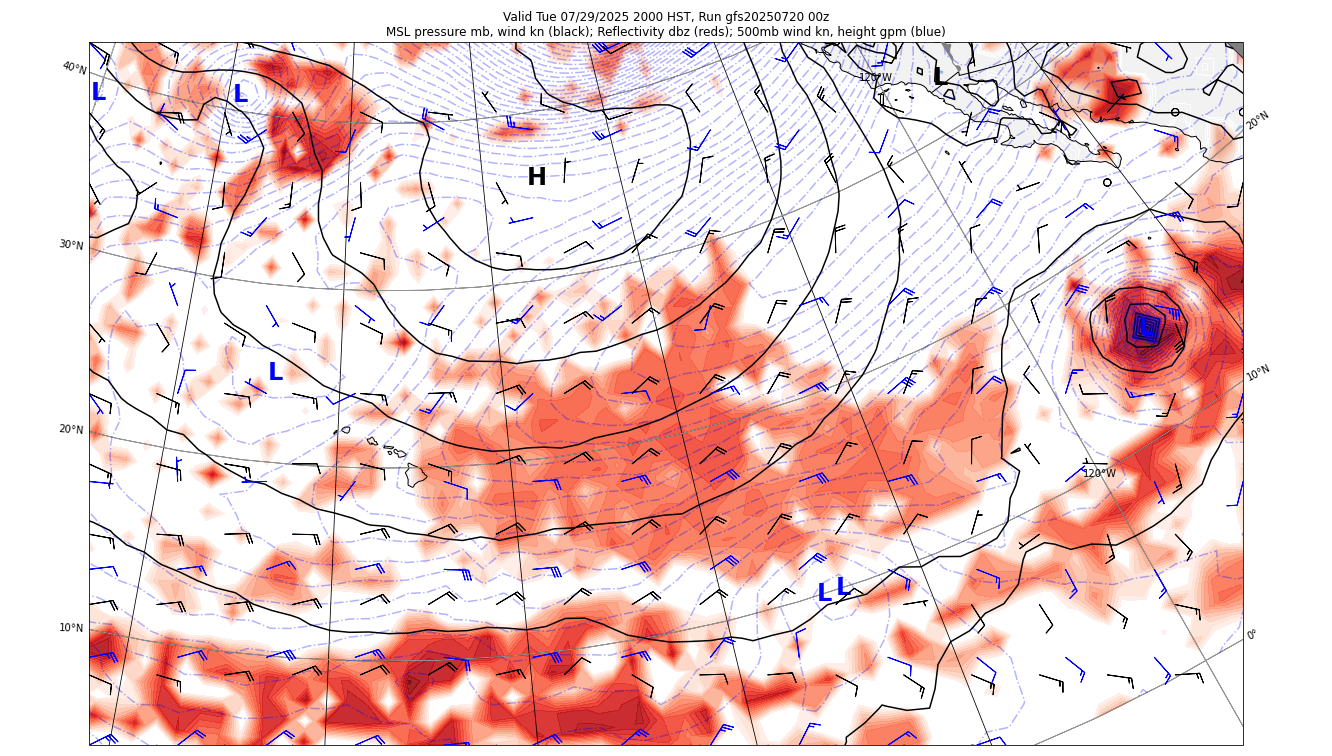 Valid Tue 07/29/2025 2000 HST, Run gfs20250720 00z
MSL pressure mb, wind kn (black); Reflectivity dbz (reds); 500mb wind kn, height gpm (blue)
40°N
120°W
L
L
L
20°N
H
30°N
L
L
10°N
20°N
120°W
L
L
10°N
0°